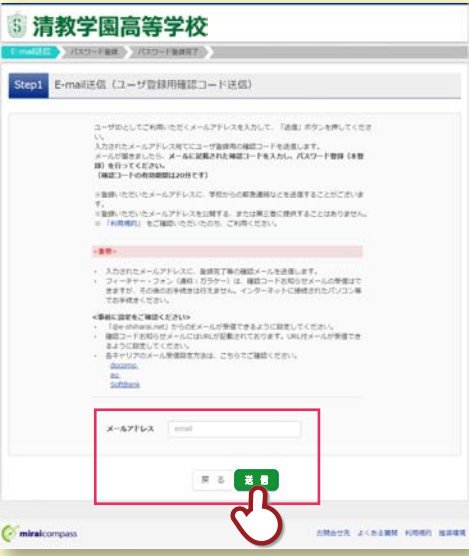 清教学園高等学校
E-mail送信 パスワード登録 パスワード登録完了
Step1 E-mail送信（ユーザ登録用確認コード送信）
ユーザIDとしてご利用いただくメールアドレスを入力して、「送信」ボタンを押してくださ
い。
入力されたメールアドレス宛てにユーザ登録用の確認コードを送信します。
メールが届きましたら、メールに記載された確認コードを入力し、パスワード登録（本登
録）を行ってください。
（確認コードの有効期限は20分です）
※登録いただいたメールアドレスに、学校からの緊急連絡などを送信することがございま
す。
※登録いただいたメールアドレスを公開する、または第三者に提供することはありません。
※「利用規約」をご確認いただいたのち、ご利用ください。
<重要>
・ 入力されたメールアドレスに、登録完了等の確認メールを送信します。
・ フィーチャー・フォン（通称：ガラケー）は、確認コードお知らせメールの受信はで
きますが、その後のお手続きは行えません。インターネットに接続されたパソコン等
でお手続きください。
<事前に設定をご確認ください>
・ 「@e-shiharai.net」からのEメールが受信できるように設定してください。
・ 確認コードお知らせメールにはURLが記載されております。URL付メールが受信でき
るように設定してください。
・ 各キャリアのメール受信設定方法は、こちらでご確認ください。
docomo
au
SoftBank
メールアドレス email
戻る 送信
miraicompass お問合せ先 よくある質問 利用規約 推奨環境